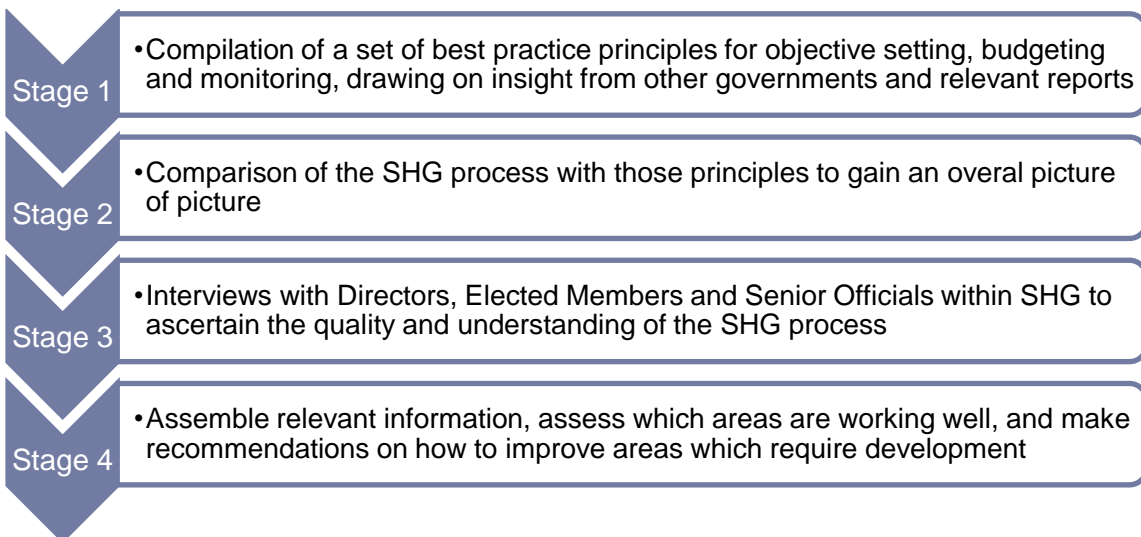 Stage 1
•Compilation of a set of best practice principles for objective setting, budgeting
and monitoring, drawing on insight from other governments and relevant reports
Stage 2
•Comparison of the SHG process with those principles to gain an overal picture
of picture
Stage 3
•Interviews with Directors, Elected Members and Senior Officials within SHG to
ascertain the quality and understanding of the SHG process
Stage 4
•Assemble relevant information, assess which areas are working well, and make
recommendations on how to improve areas which require development